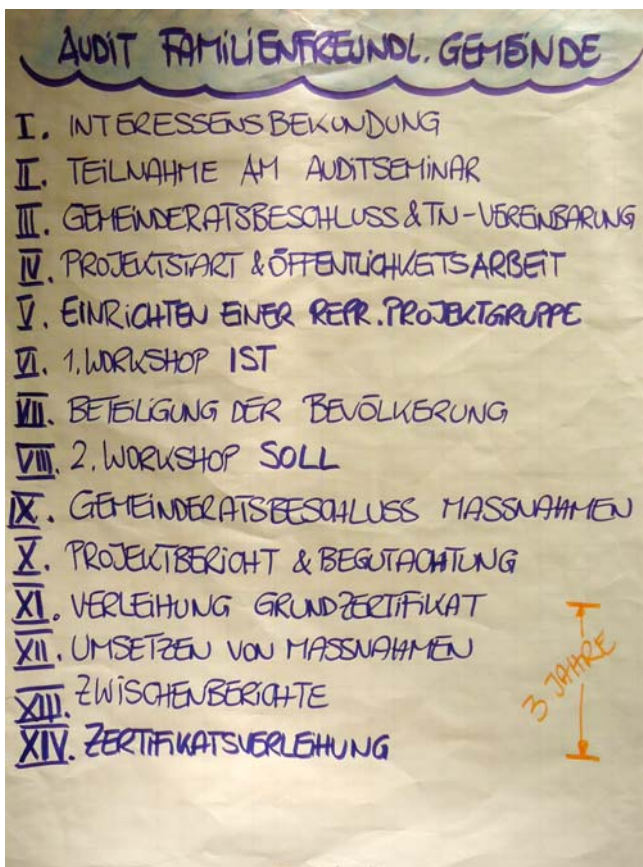 AUDIT FAMILIENFREUNDL. GEMEINDE
I. INTERESSENSBEKUNDUNG
II. TEILNAHME AM AUDITSEMINAR
III. GEMEINDERATSBESCHLUSS & TN-VEREINBARUNG
IV. PROJEKTSTART & ÖFFENTLICHKEITSARBEIT
V. EINRICHTEN EINER REPR. PROJEKTGRUPPE
VI. 1. WORKSHOP IST
VII. BETEILIGUNG DER BEVÖLKERUNG
VIII. 2. WORKSHOP SOLL
IX. GEMEINDERATSBESCHLUSS MASSNAHMEN
X. PROJEKTBERICHT & BEGUTACHTUNG
XI. VERLEIHUNG GRUNDZERTIFIKAT
XII. UMSETZEN VON MASSNAHMEN
XIII. ZWISCHENBERICHTE
XIV. ZERTIFIKATSVERLEIHUNG
3 JAHRE